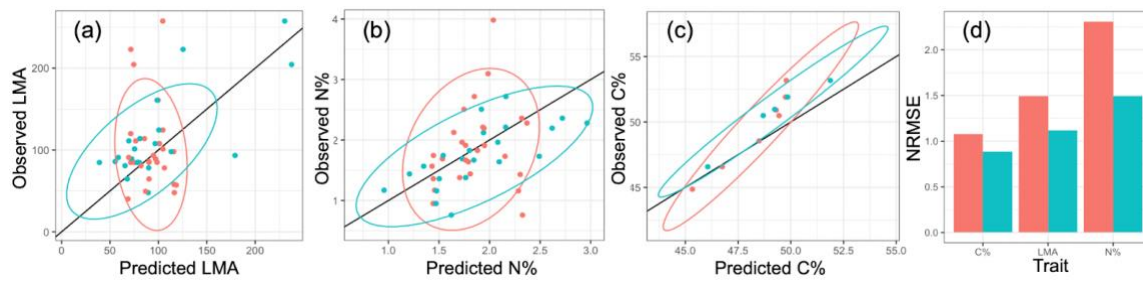 (a)
Observed LMA
200
100
0
0 50 100 150 200
Predicted LMA
(b)
Observed N%
4
3
2
1
1.0 1.5 2.0 2.5 3.0
Predicted N%
(c)
Observed C%
55
50
45
45.0 47.5 50.0 52.5 55.0
Predicted C%
(d)
NRMSE
2.0
1.5
1.0
0.5
0.0
C% LMA N%
Trait